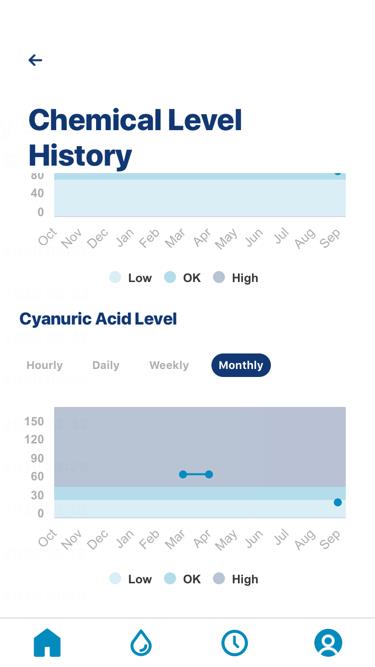 Chemical Level
History
80
40
0
Oct Nov Dec Jan Feb Mar Apr May Jun Jul Aug Sep
Low OK High
Cyanuric Acid Level
Hourly Daily Weekly Monthly
150
120
90
60
30
0
Oct Nov Dec Jan Feb Mar Apr May Jun Jul Aug Sep
Low OK High